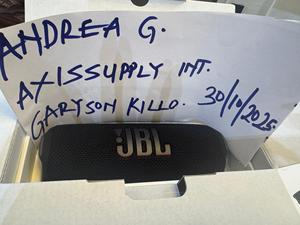 ANDREA G.
AXISSUPPLY INT.
GARYSON KILLO. 30/10/2025
JBL